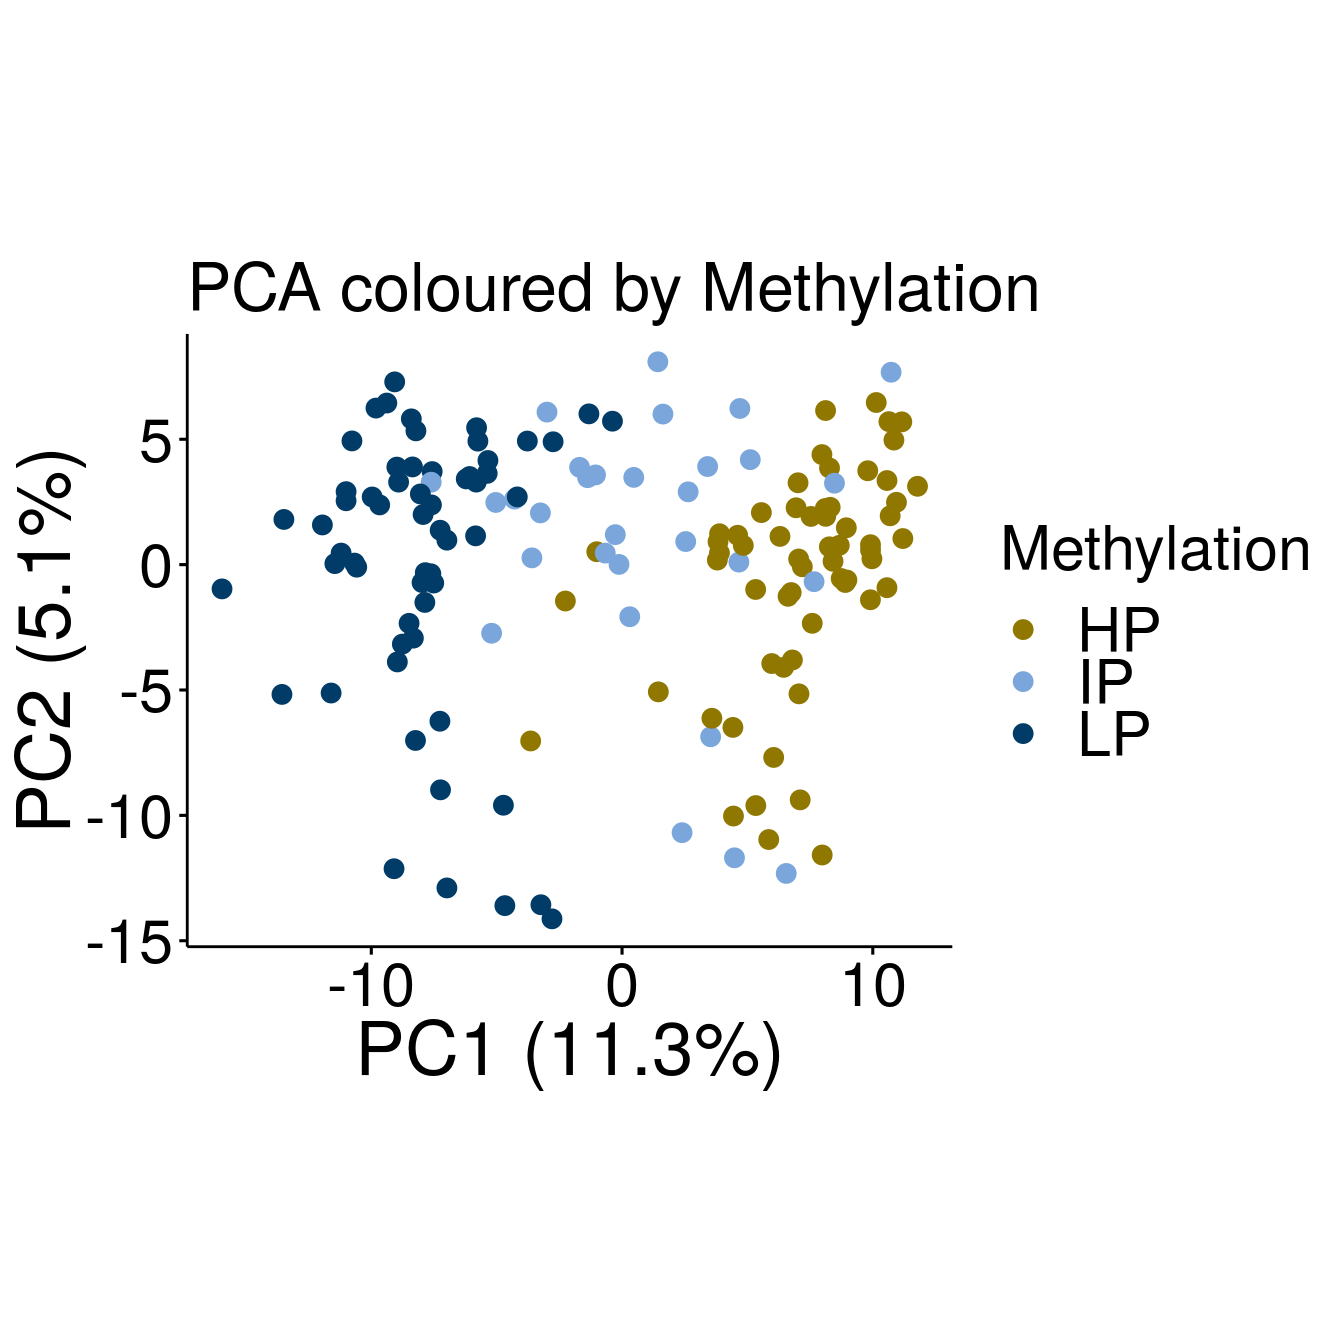 PCA coloured by Methylation
PC2 (5.1%)
5
0
-5
-10
-15
-10 0 10
PC1 (11.3%)
Methylation
HP
IP
LP